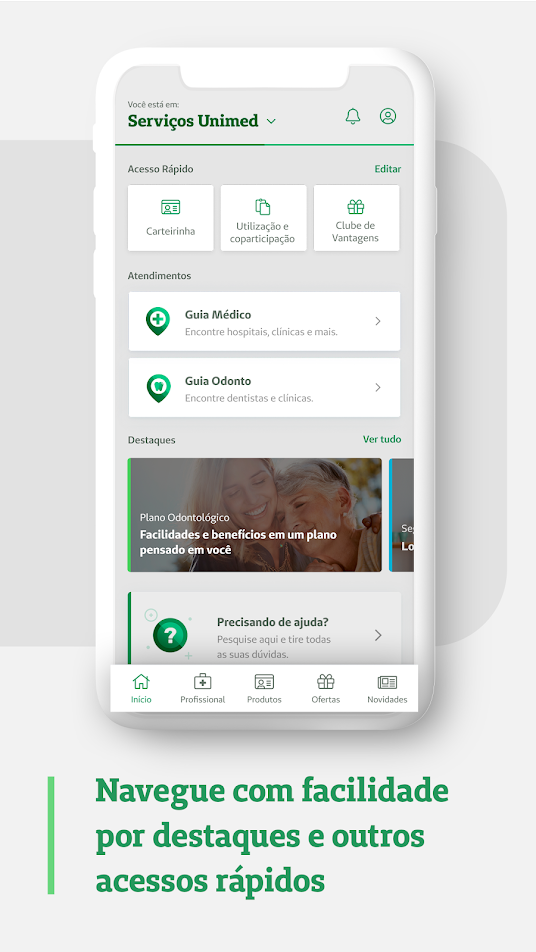 Você está em:
Serviços Unimed
Acesso Rápido
Editar
Carteirinha
Utilização e
coparticipação
Clube de
Vantagens
Atendimentos
Guia Médico
Encontre hospitais, clínicas e mais.
Guia Odonto
Encontre dentistas e clínicas.
Destaques
Ver tudo
Plano Odontológico
Facilidades e benefícios em um plano
pensado em você
Se
Lo
Precisando de ajuda?
Pesquise aqui e tire todas
as suas dúvidas.
Início
Profissional
Produtos
Ofertas
Novidades
Navegue com facilidade
por destaques e outros
acessos rápidos